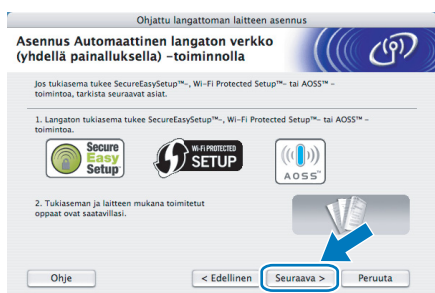 Ohjattu langattoman laitteen asennus
Asennus Automaattinen langaton verkko
(yhdellä painalluksella) -toiminnolla
Jos tukiasema tukee SecureEasySetup™-, Wi-Fi Protected Setup™- tai AOSS™ -
toimintoa, tarkista seuraavat asiat.
1. Langaton tukiasema tukee SecureEasySetup™-, Wi-Fi Protected Setup™- tai AOSS™ -
toimintoa.
Secure
Easy
Setup
WI-FI PROTECTED
SETUP
AOSS™
2. Tukiaseman ja laitteen mukana toimitetut
oppaat ovat saatavillasi.
Ohje
< Edellinen
Seuraava >
Peruuta